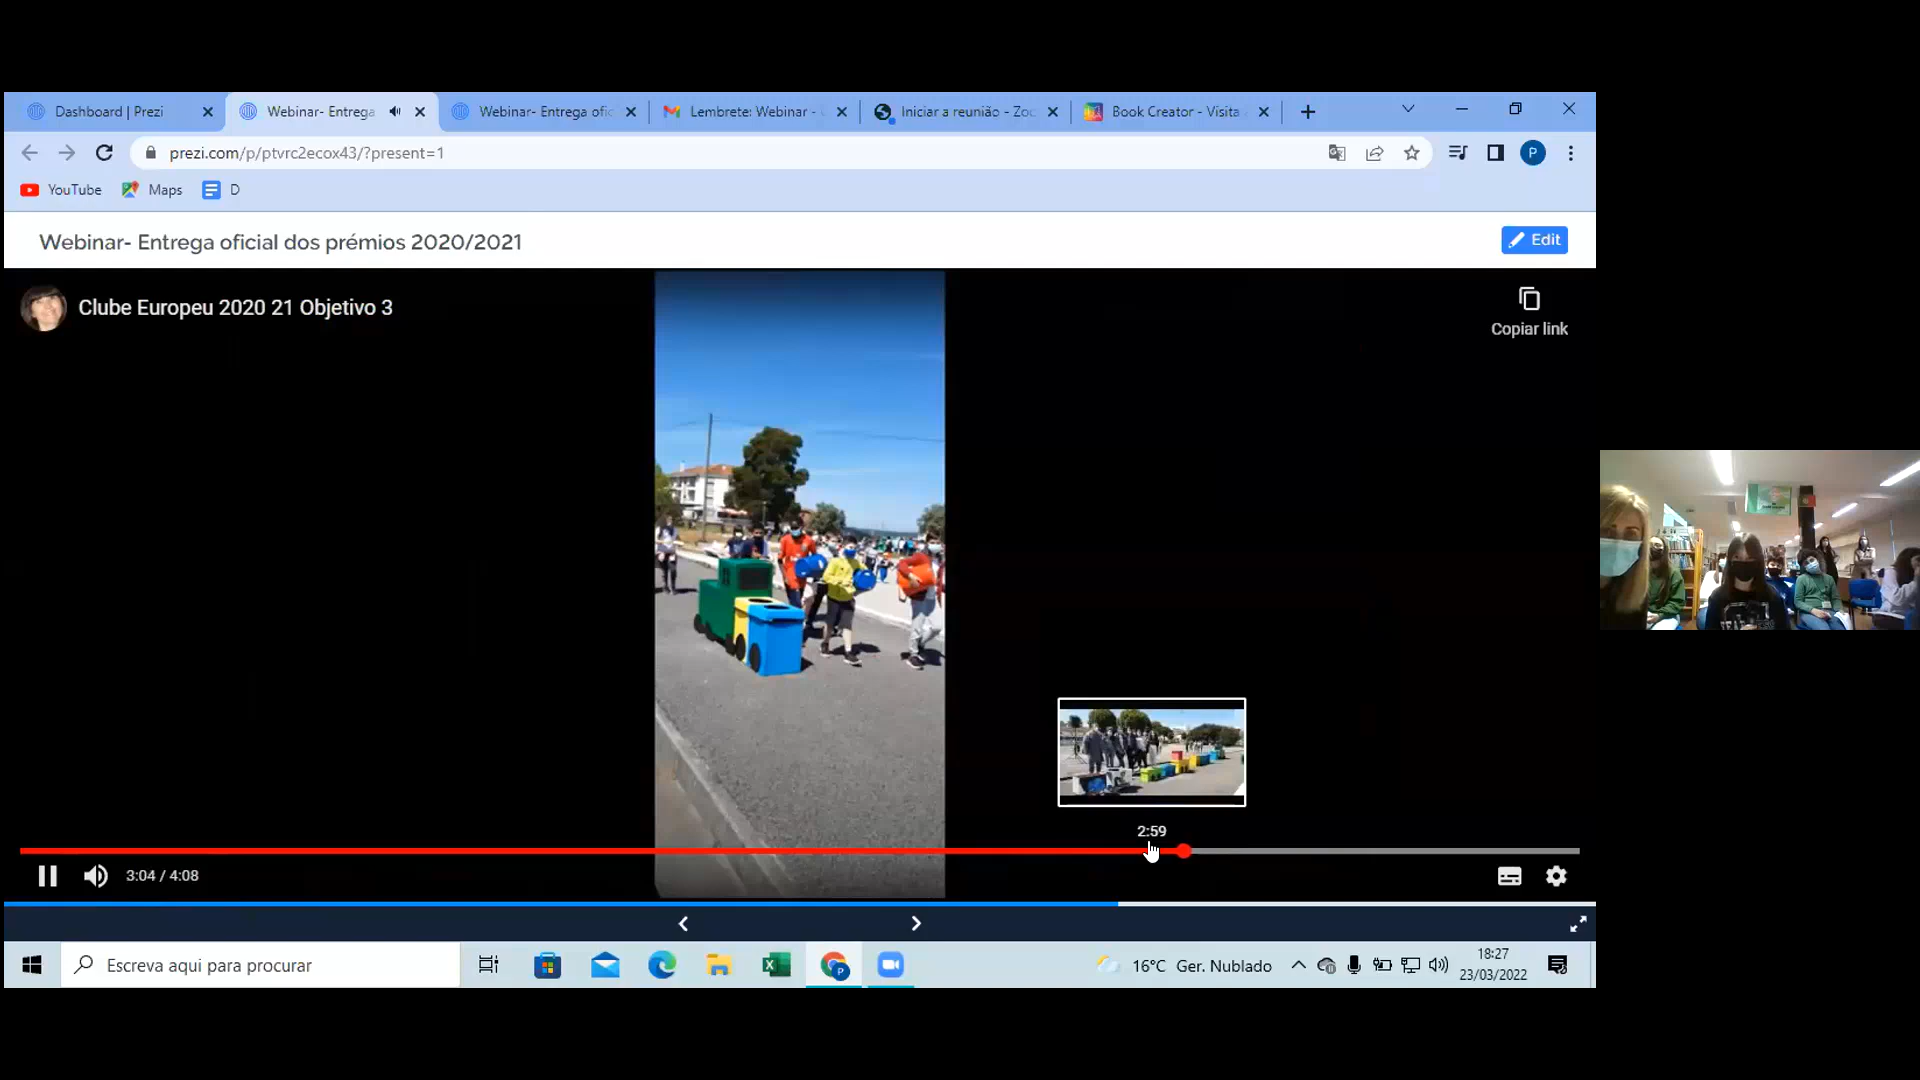 Dashboard | Prezi
Webinar- Entrega
Webinar- Entrega ofic
Lembrete: Webinar -
Iniciar a reunião - Zoo
Book Creator - Visita
prezi.com/p/ptvrc2ecox43/?present=1
P
YouTube
Maps
D
Webinar- Entrega oficial dos prémios 2020/2021
Edit
Clube Europeu 2020 21 Objetivo 3
Copiar link
2:59
3:04 / 4:08
Escreva aqui para procurar
16°C Ger. Nublado
18:27
23/03/2022